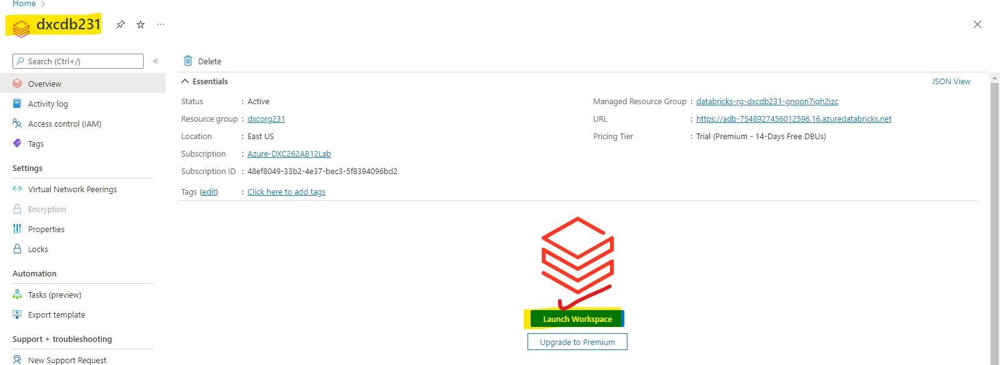 Home >
dxcdb231 ...
Search (Ctrl+/) «
Overview
Activity log
Access control (IAM)
Tags
Settings
Virtual Network Peerings
Encryption
Properties
Locks
Automation
Tasks (preview)
Export template
Support + troubleshooting
New Support Request
Delete
Essentials
JSON View
Status : Active
Resource group : dxcorg231
Location : East US
Subscription : Azure-DXC262AB12Lab
Subscription ID : 48ef8049-33b2-4e37-bec3-5f8394096bd2
Tags (edit) : Click here to add tags
Managed Resource Group : databricks-rg-dxcdb231-gnqon7jqh2izc
URL : https://adb-7548927456012596.16.azuredatabricks.net
Pricing Tier : Trial (Premium - 14-Days Free DBUs)
Launch Workspace
Upgrade to Premium